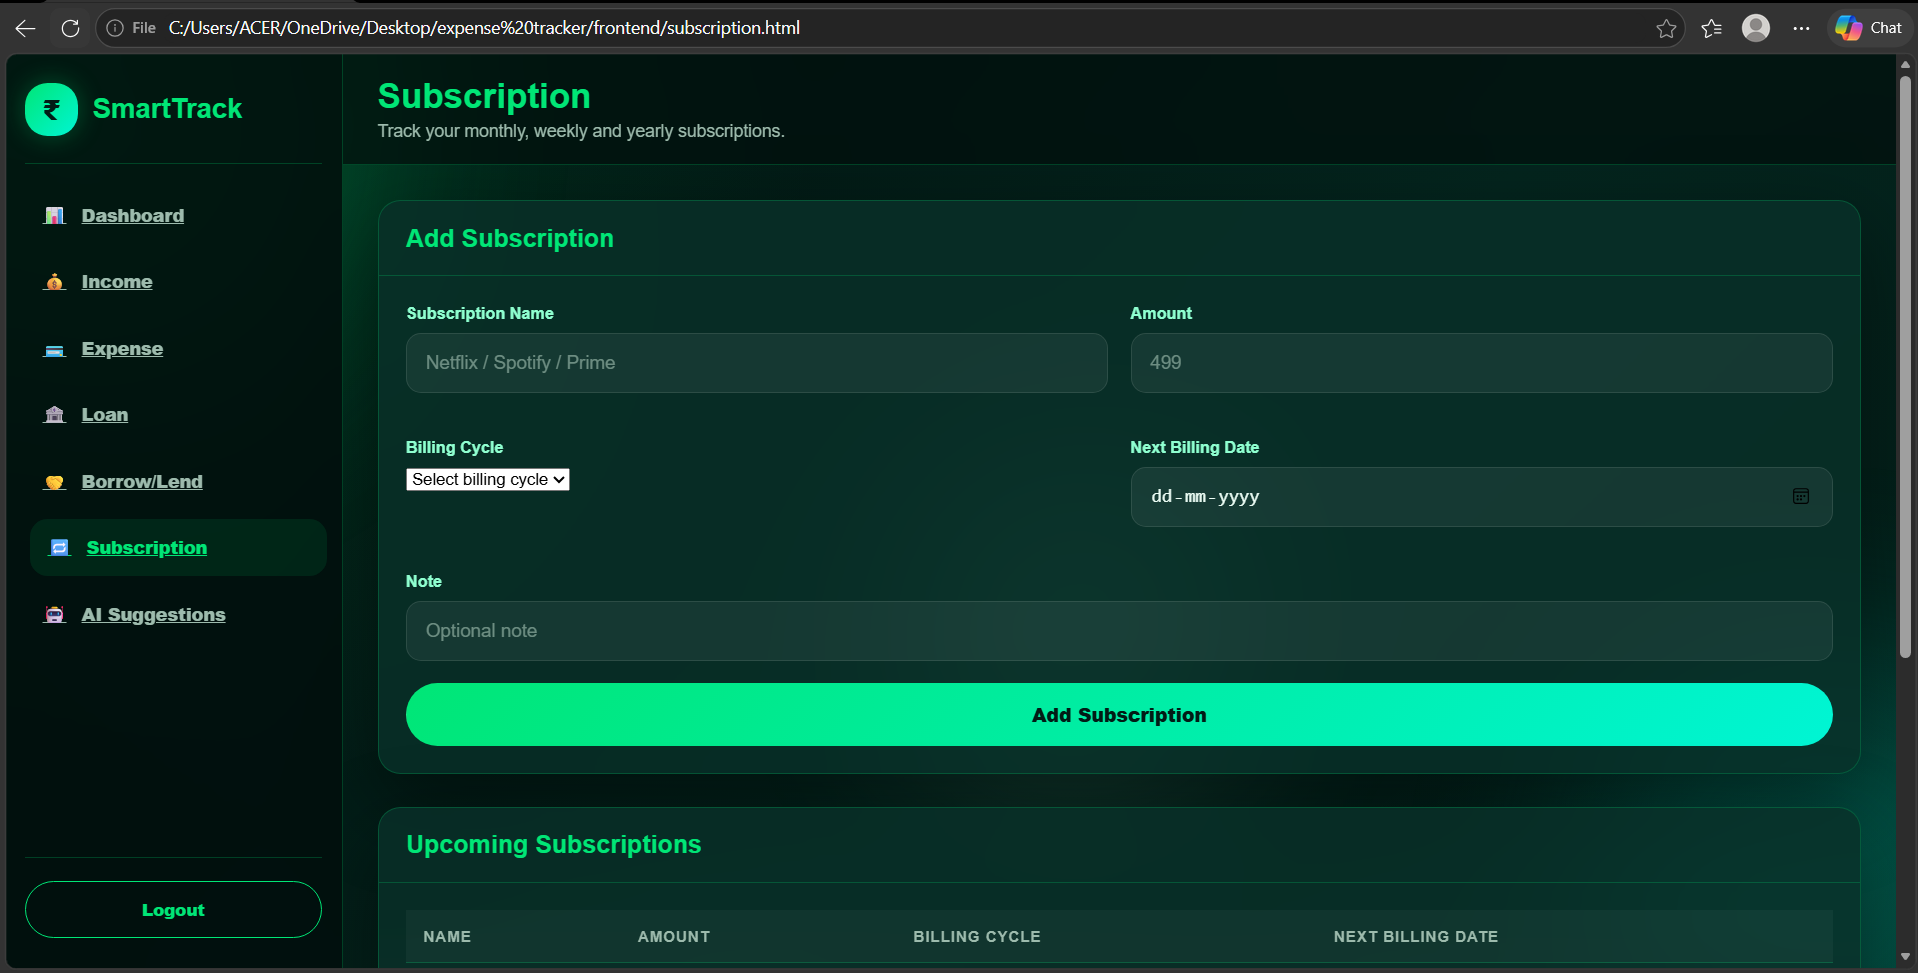 File C:/Users/ACER/OneDrive/Desktop/expense%20tracker/frontend/subscription.html
Chat
₹ SmartTrack
Dashboard
Income
Expense
Loan
Borrow/Lend
Subscription
AI Suggestions
Logout
Subscription
Track your monthly, weekly and yearly subscriptions.
Add Subscription
Subscription Name
Amount
Netflix / Spotify / Prime
499
Billing Cycle
Next Billing Date
Select billing cycle
dd-mm-yyyy
Note
Optional note
Add Subscription
Upcoming Subscriptions
NAME AMOUNT BILLING CYCLE NEXT BILLING DATE